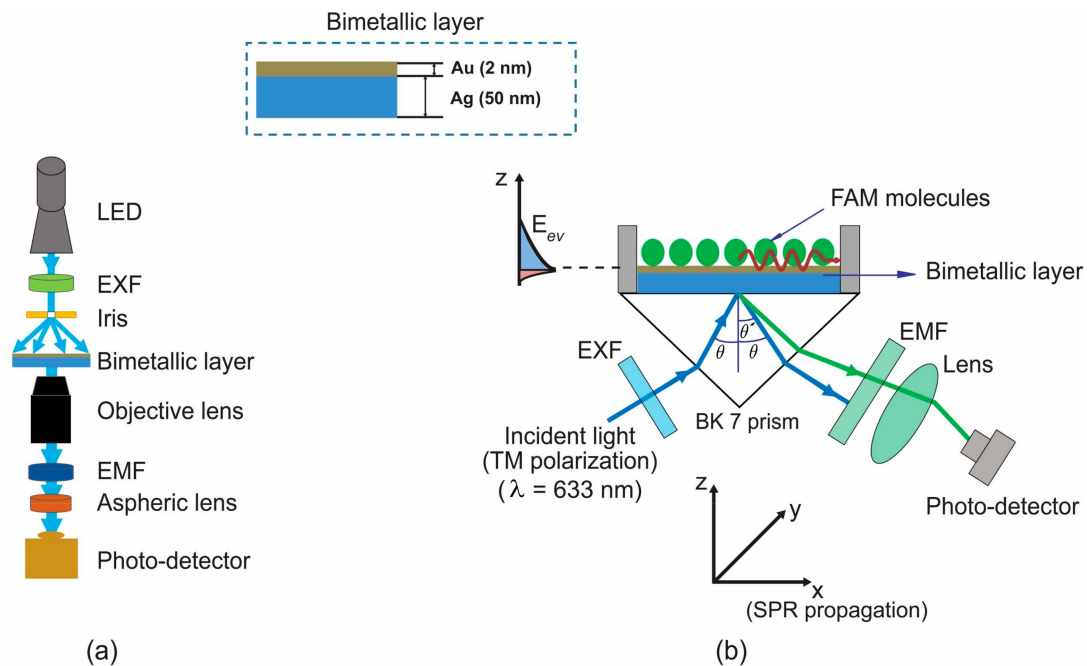 Bimetallic layer
Au (2 nm)
Ag (50 nm)
LED
EXF
Iris
Bimetallic layer
Objective lens
EMF
Aspheric lens
Photo-detector
(a)
z
E_ev
FAM molecules
Bimetallic layer
θ
θ´
θ
EXF
EMF
Lens
BK 7 prism
Incident light
(TM polarization)
(λ = 633 nm)
Photo-detector
z
y
x
(SPR propagation)
(b)